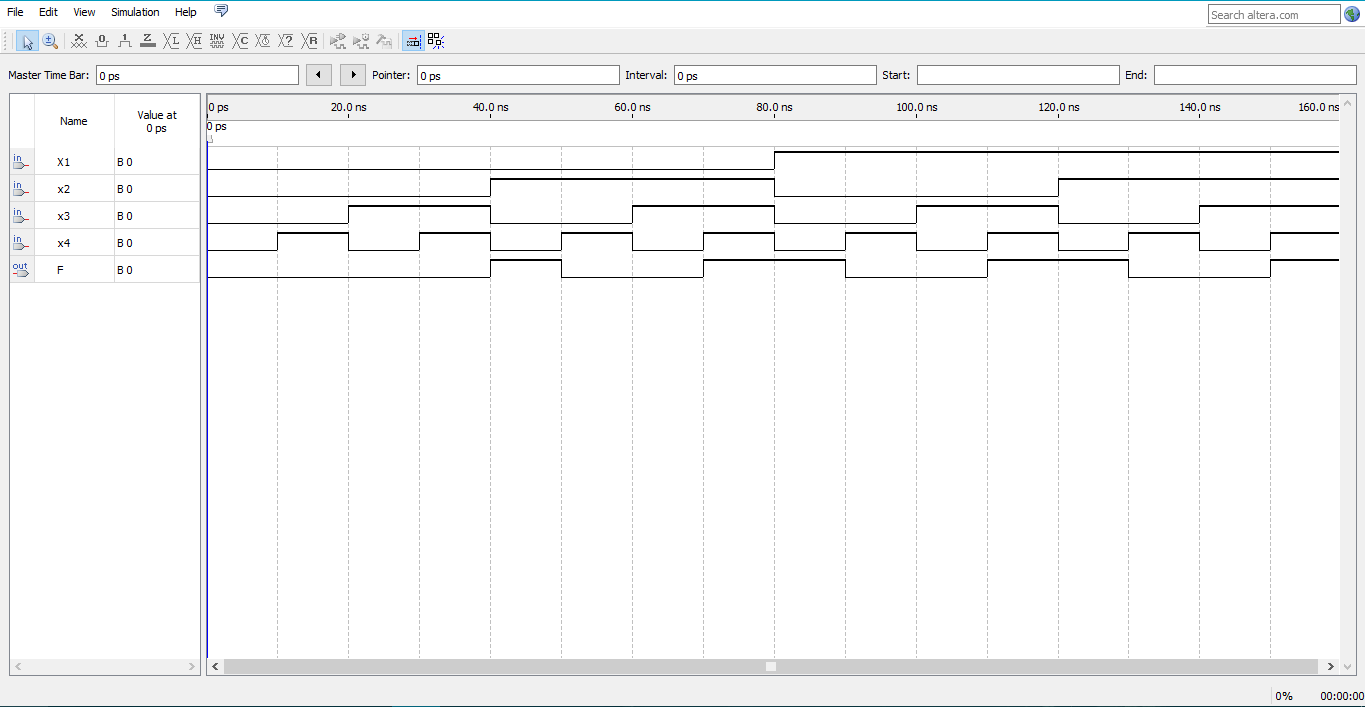 File Edit View Simulation Help
Search altera.com
X 0 1 Z L H INV C ? R
Master Time Bar: 0 ps Pointer: 0 ps Interval: 0 ps Start: End:
Name Value at 0 ps
0 ps 20.0 ns 40.0 ns 60.0 ns 80.0 ns 100.0 ns 120.0 ns 140.0 ns 160.0 ns
0 ps
in X1 B 0
in x2 B 0
in x3 B 0
in x4 B 0
out F B 0
0% 00:00:00